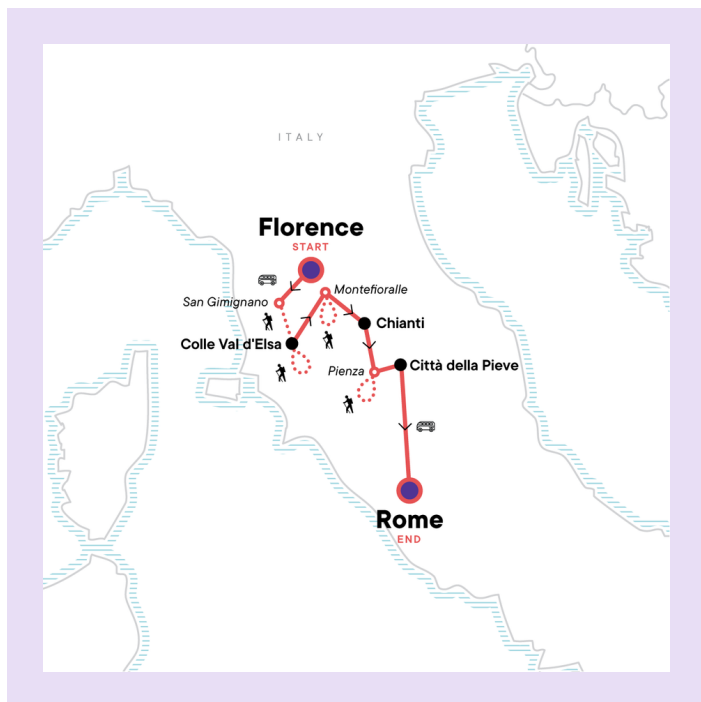 ITALY
Florence
START
San Gimignano
Montefioralle
Chianti
Colle Val d'Elsa
Pienza
Città della Pieve
Rome
END